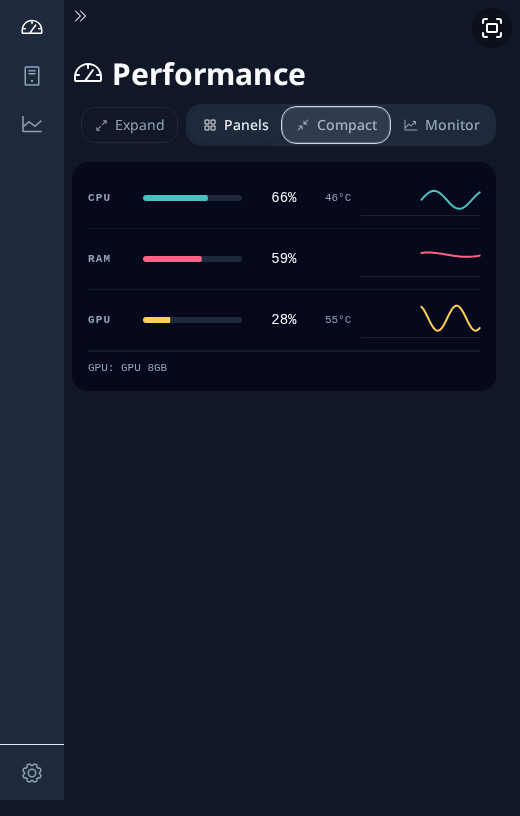 Performance
Expand Panels Compact Monitor
CPU 66% 46°C
RAM 59%
GPU 28% 55°C
GPU: GPU 8GB